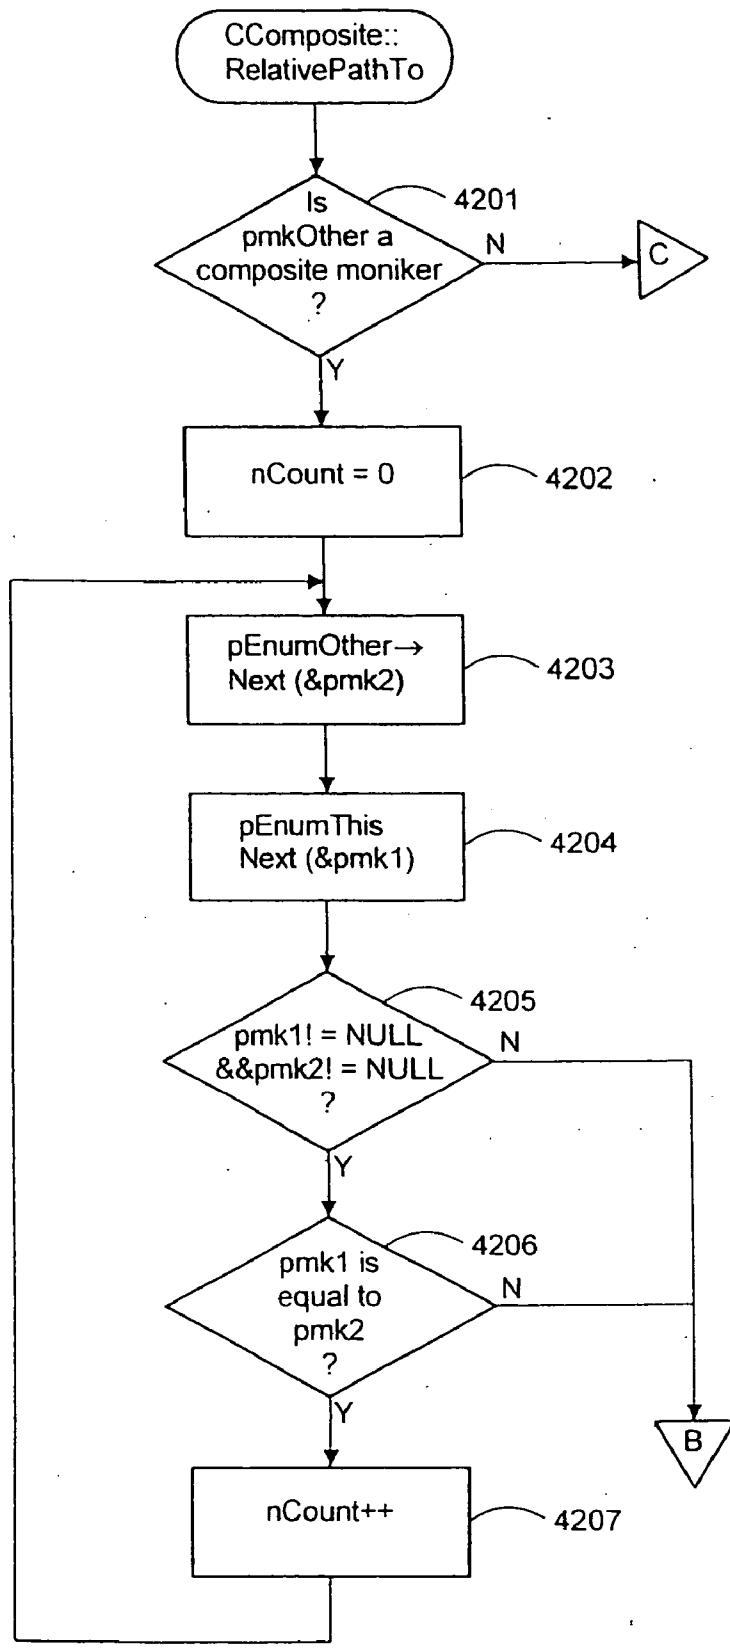 CComposite::
RelativePathTo
4201
Is
pmkOther a
composite moniker
?
N
C
Y
nCount = 0
4202
pEnumOther→
Next (&pmk2)
4203
pEnumThis
Next (&pmk1)
4204
4205
pmk1! = NULL
&&pmk2! = NULL
?
N
Y
4206
pmk1 is
equal to
pmk2
?
N
Y
B
nCount++
4207